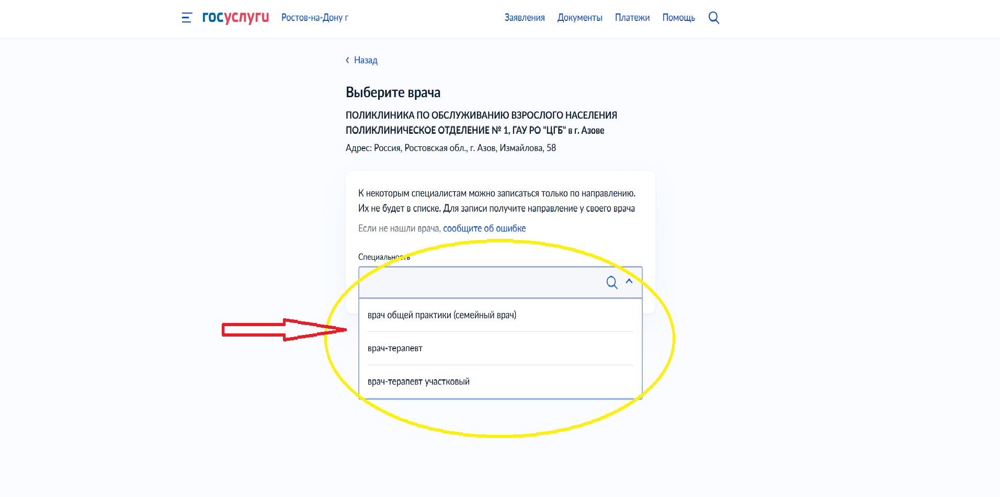 госуслуги Ростов-на-Дону г Заявления Документы Платежи Помощь
Назад
Выберите врача
ПОЛИКЛИНИКА ПО ОБСЛУЖИВАНИЮ ВЗРОСЛОГО НАСЕЛЕНИЯ
ПОЛИКЛИНИЧЕСКОЕ ОТДЕЛЕНИЕ № 1, ГАУ РО "ЦГБ" в г. Азове
Адрес: Россия, Ростовская обл., г. Азов, Измайлова, 58
К некоторым специалистам можно записаться только по направлению.
Их не будет в списке. Для записи получите направление у своего врача
Если не нашли врача, сообщите об ошибке
Специальность
врач общей практики (семейный врач)
врач-терапевт
врач-терапевт участковый